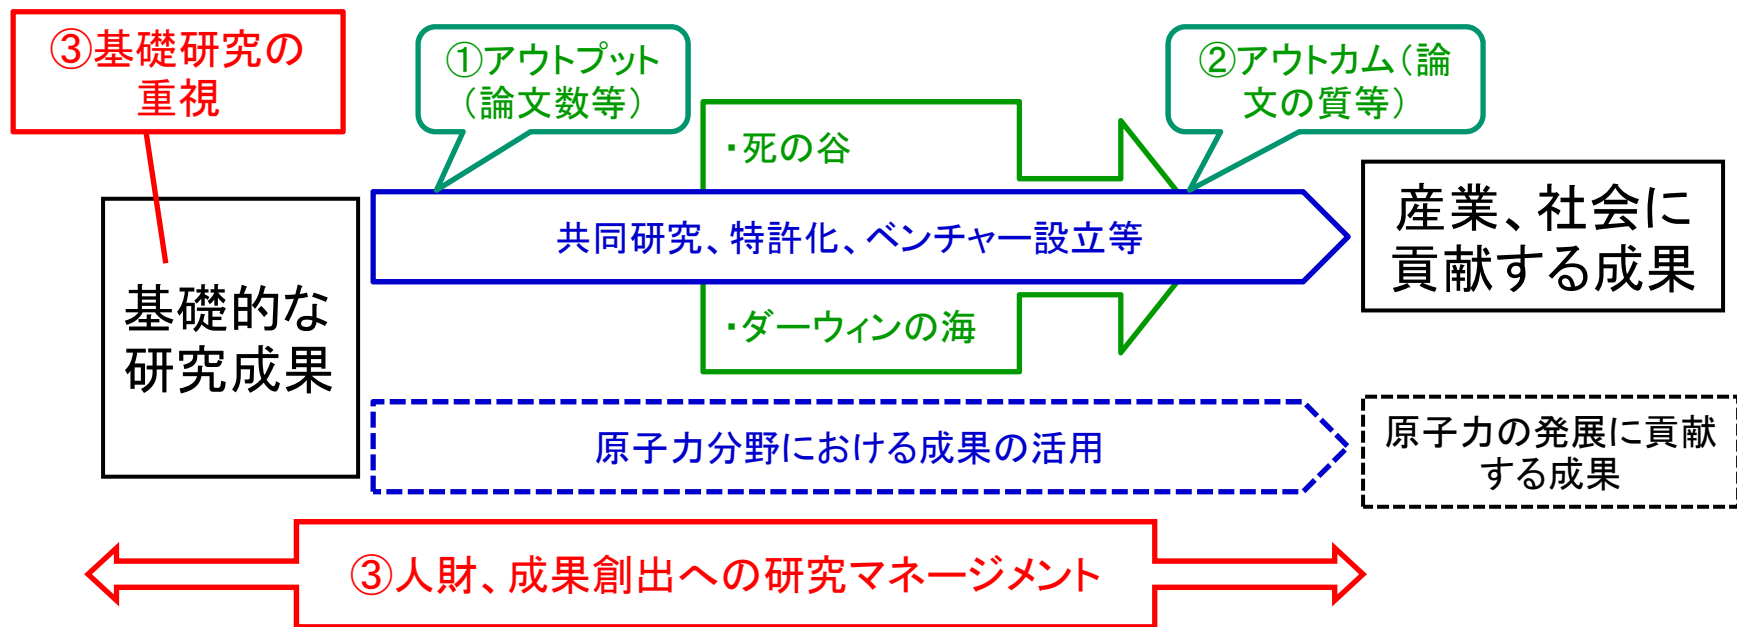 ③基礎研究の
重視
①アウトプット
（論文数等）
②アウトカム（論
文の質等）
・死の谷
共同研究、特許化、ベンチャー設立等
・ダーウィンの海
基礎的な
研究成果
産業、社会に
貢献する成果
原子力分野における成果の活用
原子力の発展に貢献
する成果
③人財、成果創出への研究マネージメント